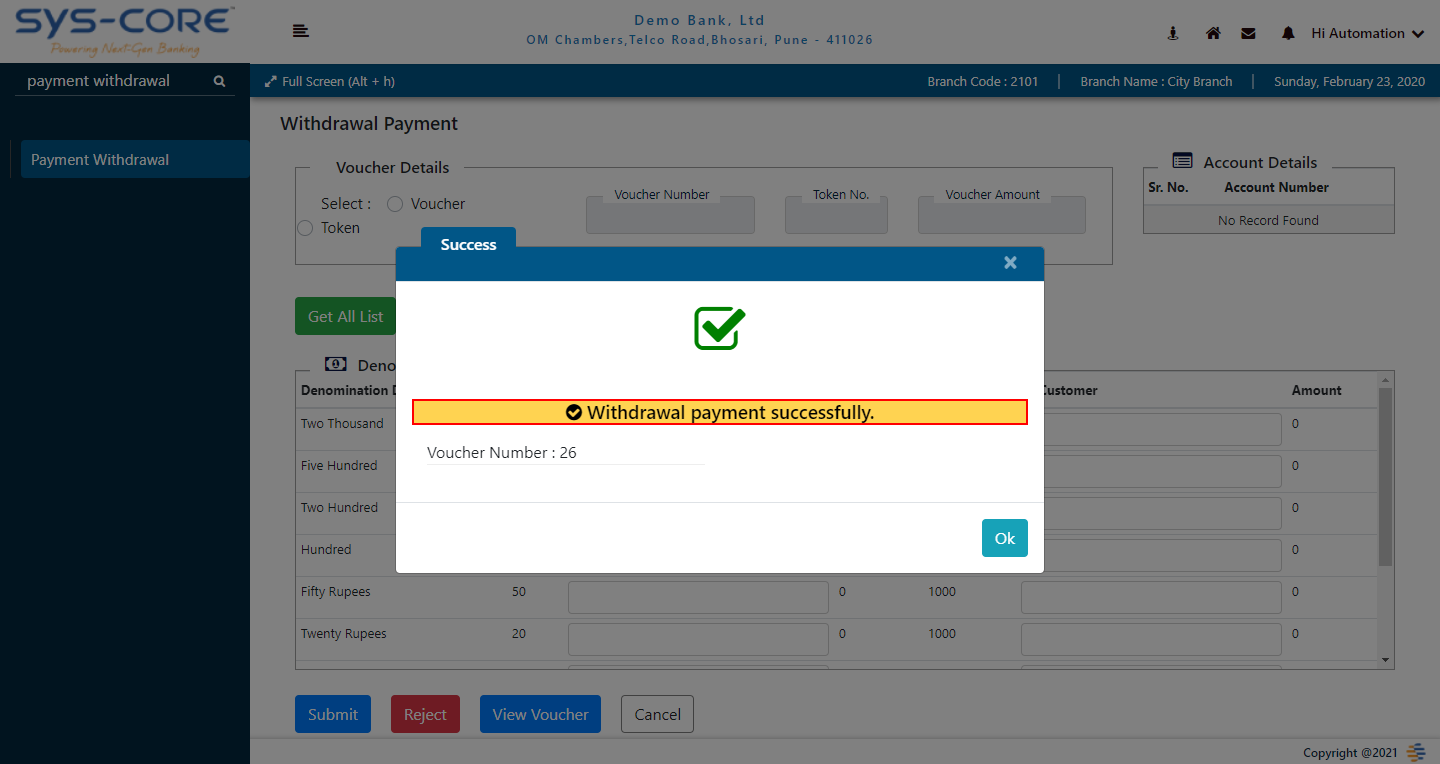 SYS-CORE™
Powering Next-Gen Banking
Demo Bank, Ltd
OM Chambers,Telco Road,Bhosari, Pune - 411026
Hi Automation
payment withdrawal
Full Screen (Alt + h)
Branch Code : 2101 | Branch Name : City Branch | Sunday, February 23, 2020
Payment Withdrawal
Withdrawal Payment
Voucher Details
Select : Voucher
Token
Voucher Number
Token No.
Voucher Amount
Account Details
Sr. No. Account Number
No Record Found
Get All List
Success
×
Withdrawal payment successfully.
Voucher Number : 26
Ok
Denomination
Customer Amount
Two Thousand 0
Five Hundred 0
Two Hundred 0
Hundred 0
Fifty Rupees 50 0 1000 0
Twenty Rupees 20 0 1000 0
Submit Reject View Voucher Cancel
Copyright @2021